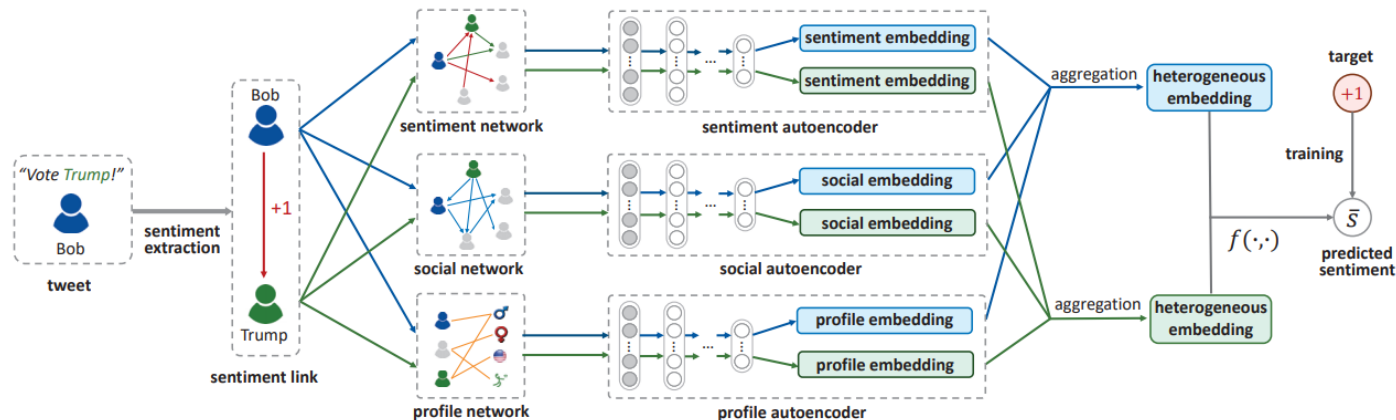 “Vote Trump!”
Bob
tweet
sentiment
extraction
Bob
+1
Trump
sentiment link
sentiment network
social network
profile network
...
sentiment embedding
sentiment embedding
sentiment autoencoder
...
social embedding
social embedding
social autoencoder
...
profile embedding
profile embedding
profile autoencoder
aggregation
heterogeneous
embedding
aggregation
heterogeneous
embedding
f(·,·)
target
+1
training
s̄
predicted
sentiment